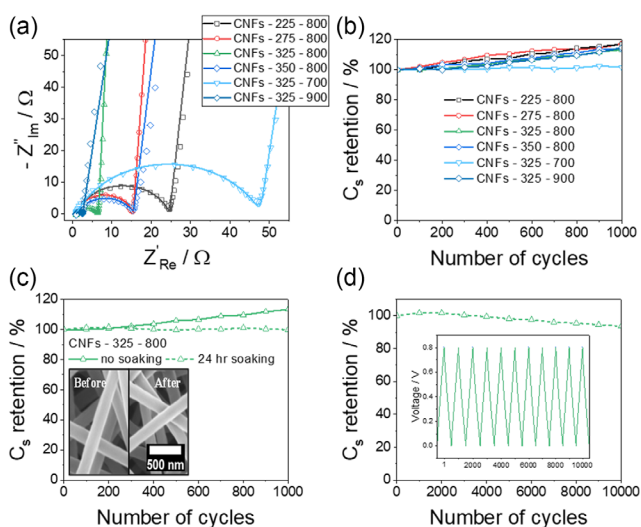 (a)
- Z''Im / Ω
50
40
30
20
10
0
0 10 20 30 40 50
Z'Re / Ω
CNFs - 225 - 800
CNFs - 275 - 800
CNFs - 325 - 800
CNFs - 350 - 800
CNFs - 325 - 700
CNFs - 325 - 900
(b)
Cs retention / %
120
100
80
60
40
20
0
0 200 400 600 800 1000
Number of cycles
CNFs - 225 - 800
CNFs - 275 - 800
CNFs - 325 - 800
CNFs - 350 - 800
CNFs - 325 - 700
CNFs - 325 - 900
(c)
Cs retention / %
120
100
80
60
40
20
0
CNFs - 325 - 800
no soaking 24 hr soaking
Before After
500 nm
0 200 400 600 800 1000
Number of cycles
(d)
Cs retention / %
120
100
80
60
40
20
0
Voltage / V
0.8
0.4
0.0
1 2000 4000 6000 8000 10000
0 2000 4000 6000 8000 10000
Number of cycles